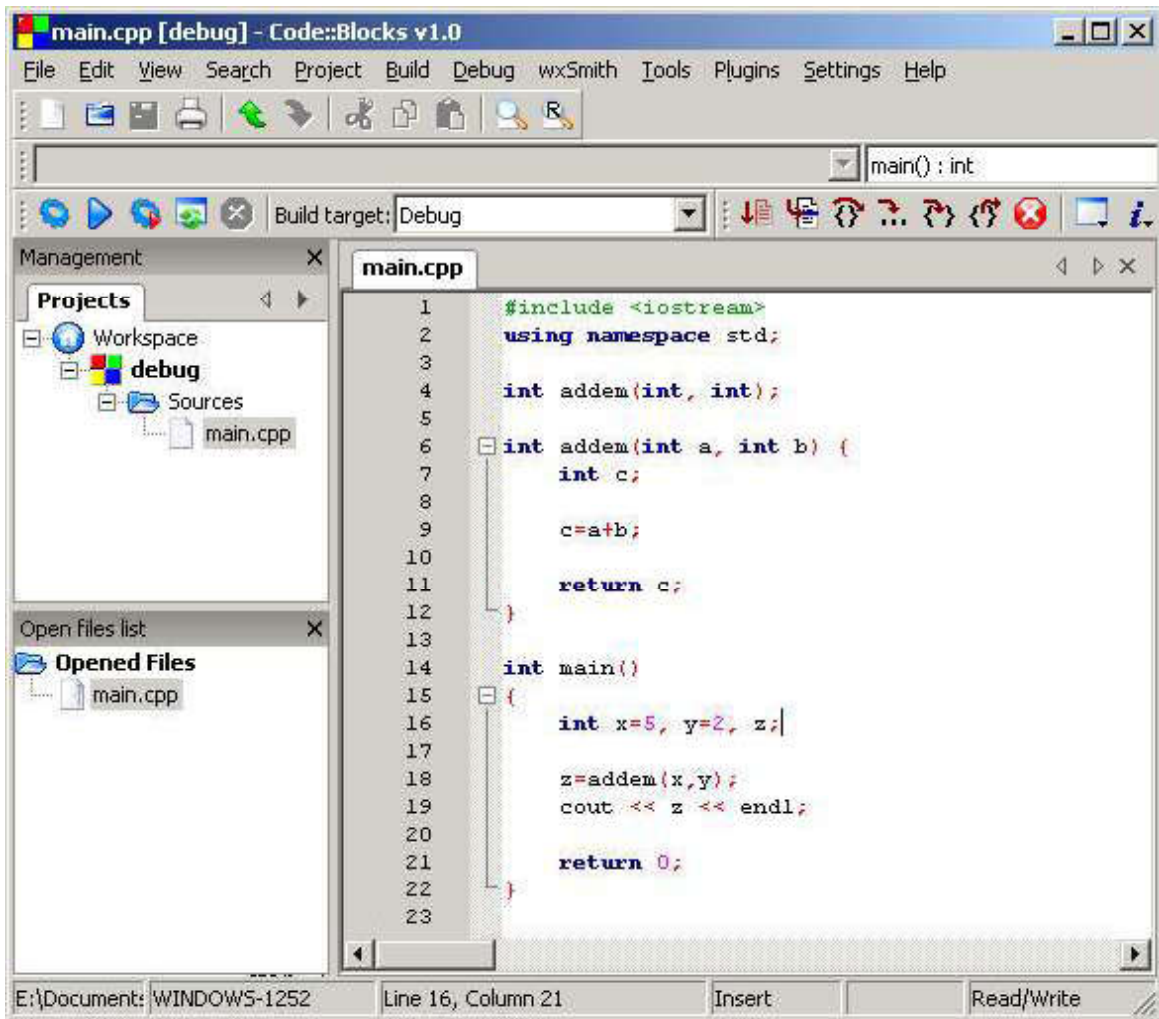 main.cpp [debug] - Code::Blocks v1.0
File Edit View Search Project Build Debug wxSmith Tools Plugins Settings Help
main() : int
Build target: Debug
Management
Projects
Workspace
debug
Sources
main.cpp
Open files list
Opened Files
main.cpp
main.cpp
1 #include <iostream>
2 using namespace std;
3
4 int addem(int, int);
5
6 int addem(int a, int b) {
7 int c;
8
9 c=a+b;
10
11 return c;
12 }
13
14 int main()
15 {
16 int x=5, y=2, z;
17
18 z=addem(x,y);
19 cout << z << endl;
20
21 return 0;
22 }
23
E:\Document: WINDOWS-1252 Line 16, Column 21 Insert Read/Write